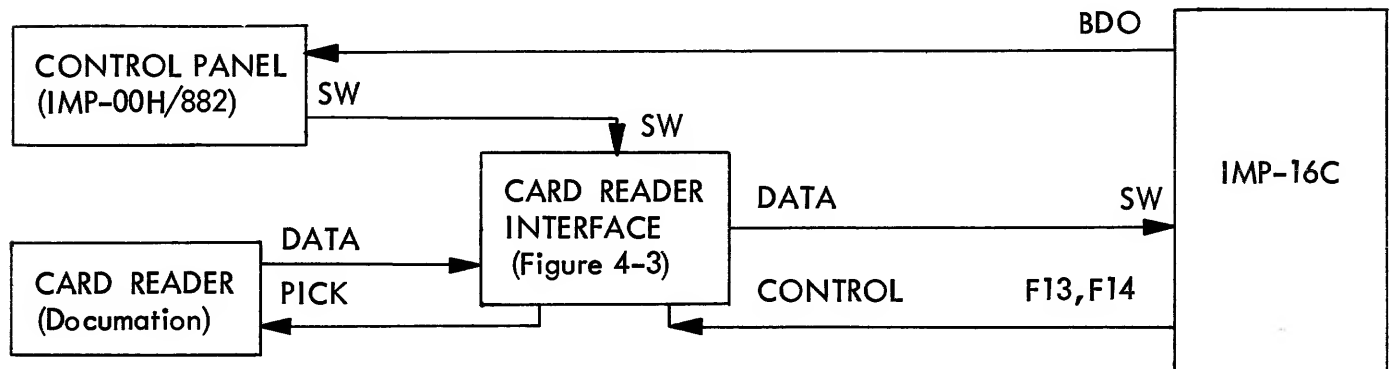 BDO
CONTROL PANEL
(IMP-00H/882)
SW
SW
CARD READER
INTERFACE
(Figure 4-3)
DATA
SW
IMP-16C
DATA
PICK
CARD READER
(Documation)
CONTROL F13,F14